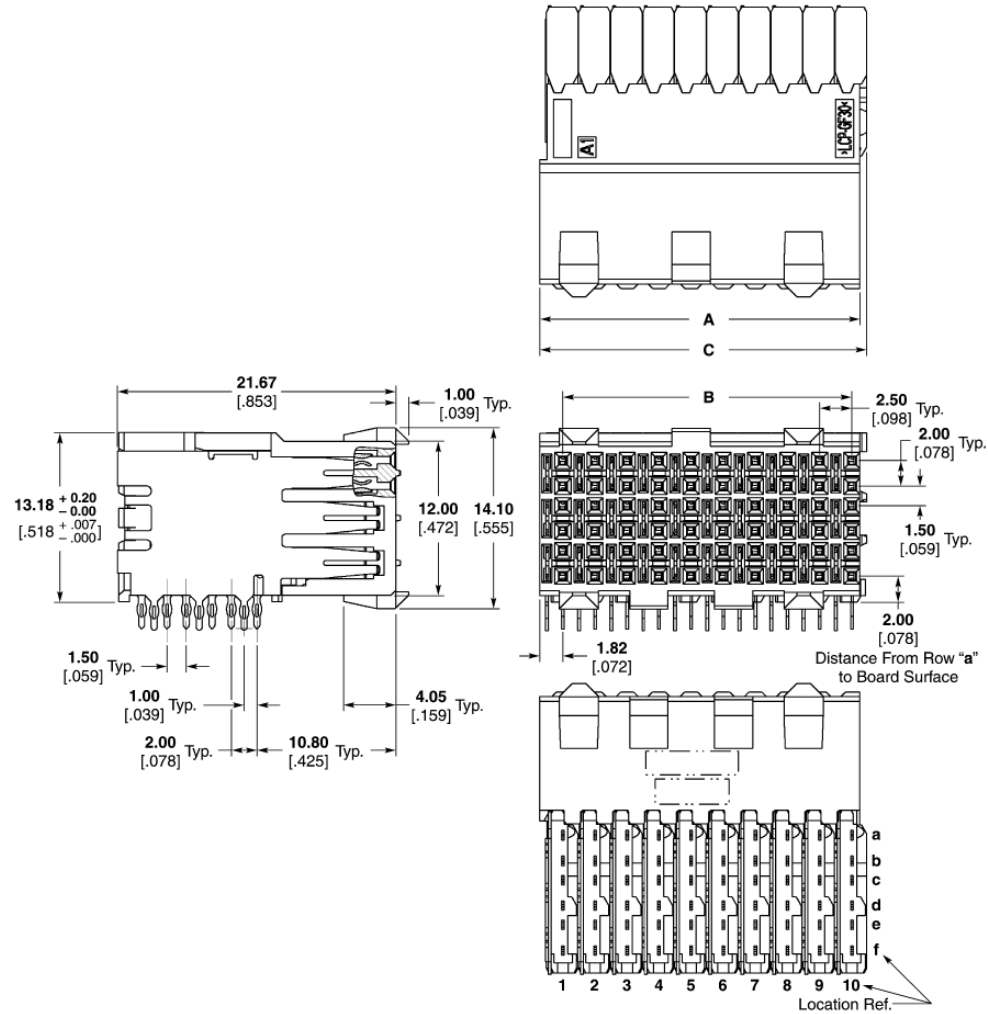 A1
>LCP-GF30<
A
C
21.67
[.853]
1.00
[.039] Typ.
B
2.50
[.098] Typ.
2.00
[.078] Typ.
13.18 + 0.20
− 0.00
[.518 + .007
− .000]
12.00
[.472]
14.10
[.555]
1.50
[.059] Typ.
2.00
[.078]
Distance From Row “a”
to Board Surface
1.82
[.072]
1.50
[.059] Typ.
1.00
[.039] Typ.
2.00
[.078] Typ.
10.80
[.425] Typ.
4.05
[.159] Typ.
a
b
c
d
e
f
1 2 3 4 5 6 7 8 9 10
Location Ref.